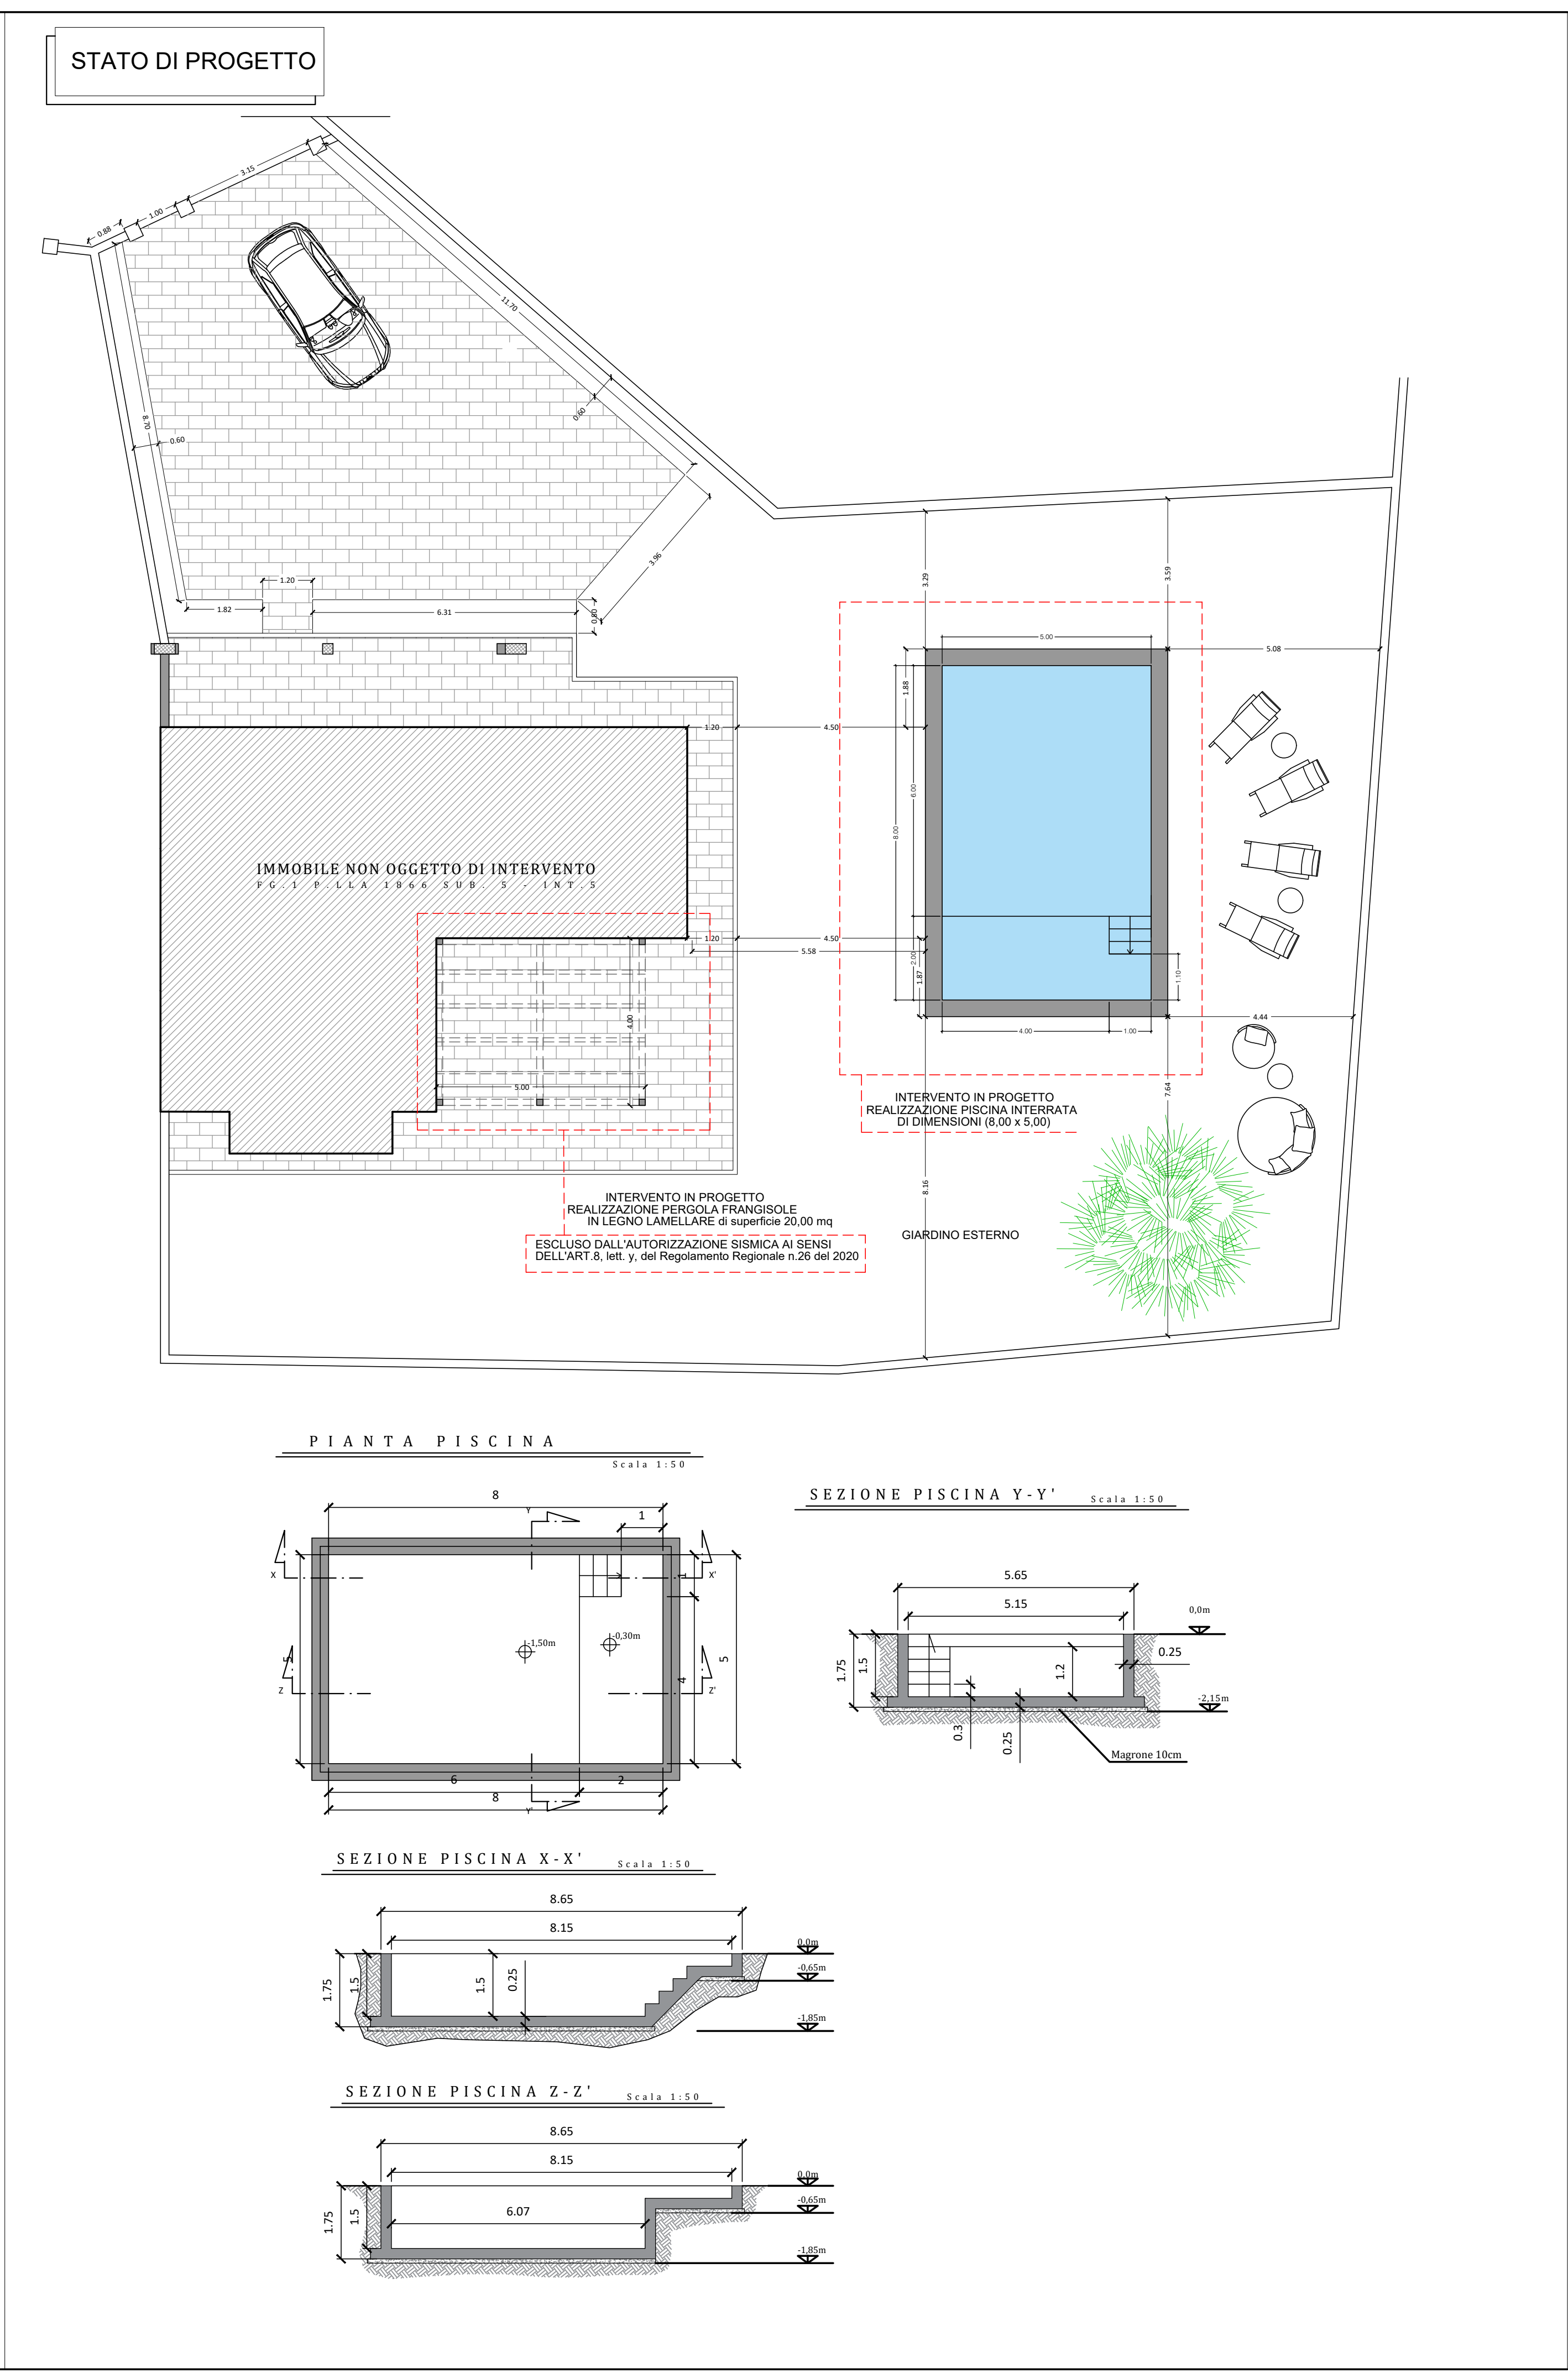 STATO DI PROGETTO
3.15
1.00
0.88
11.70
0.60
8.70
0.60
3.96
1.20
1.82
6.31
0.80
3.29
3.59
5.00
5.08
1.88
1.20
4.50
6.00
8.00
IMMOBILE NON OGGETTO DI INTERVENTO
FG.1 P.LLA 1866 SUB. 5 - INT.5
1.20
4.50
5.58
2.00
1.87
1.10
4.00
4.00
1.00
4.44
5.00
7.64
INTERVENTO IN PROGETTO
REALIZZAZIONE PISCINA INTERRATA
DI DIMENSIONI (8,00 x 5,00)
8.16
INTERVENTO IN PROGETTO
REALIZZAZIONE PERGOLA FRANGISOLE
IN LEGNO LAMELLARE di superficie 20,00 mq
GIARDINO ESTERNO
ESCLUSO DALL'AUTORIZZAZIONE SISMICA AI SENSI
DELL'ART.8, lett. y, del Regolamento Regionale n.26 del 2020
PIANTA PISCINA
Scala 1:50
8
Y
1
X
X'
1
5
-1,50m
-0,30m
5
4
Z
Z'
6
2
8
Y'
SEZIONE PISCINA Y-Y' Scala 1:50
5.65
5.15
0,0m
1.75
1.5
1.2
0.25
-2,15m
0.3
0.25
Magrone 10cm
SEZIONE PISCINA X-X' Scala 1:50
8.65
8.15
0,0m
-0,65m
1.75
1.5
1.5
0.25
-1,85m
SEZIONE PISCINA Z-Z' Scala 1:50
8.65
8.15
0,0m
-0,65m
1.75
1.5
6.07
-1,85m